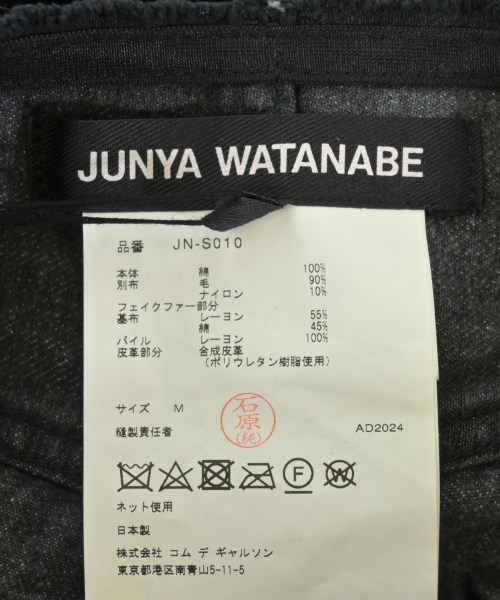 JUNYA WATANABE
品番 JN-S010
本体 綿 100%
別布 毛 90%
ナイロン 10%
フェイクファー部分
基布 レーヨン 55%
綿 45%
パイル レーヨン 100%
皮革部分 合成皮革
(ポリウレタン樹脂使用)
サイズ M
石原
(純)
縫製責任者 AD2024
F W
ネット使用
日本製
株式会社 コム デ ギャルソン
東京都港区南青山5-11-5